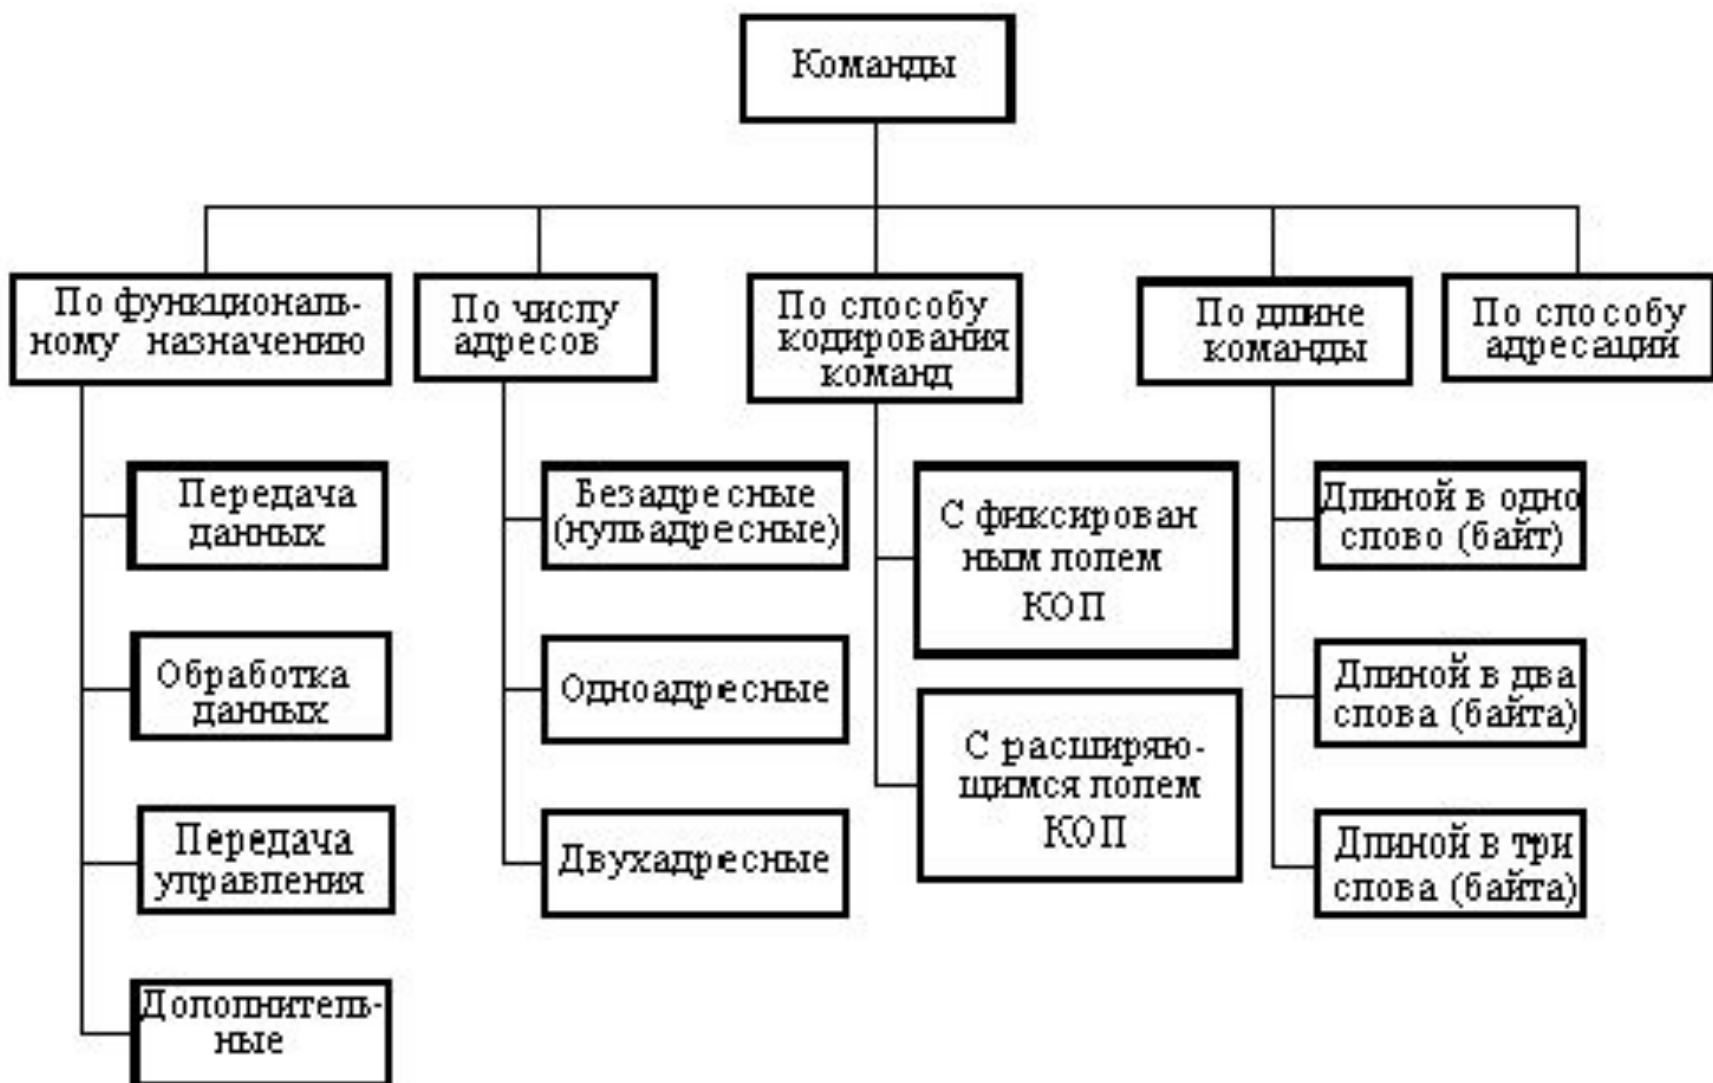 Команды
По функциональ-
ному назначению
По числу
адресов
По способу
кодирования
команд
По длине
команды
По способу
адресации
Передача
данных
Обработка
данных
Передача
управления
Дополнитель-
ные
Безадресные
(нульадресные)
Одноадресные
Двухадресные
С фиксирован
ным полем
КОП
С расширяю-
щимся полем
КОП
Длиной в одно
слово (байт)
Длиной в два
слова (байта)
Длиной в три
слова (байта)